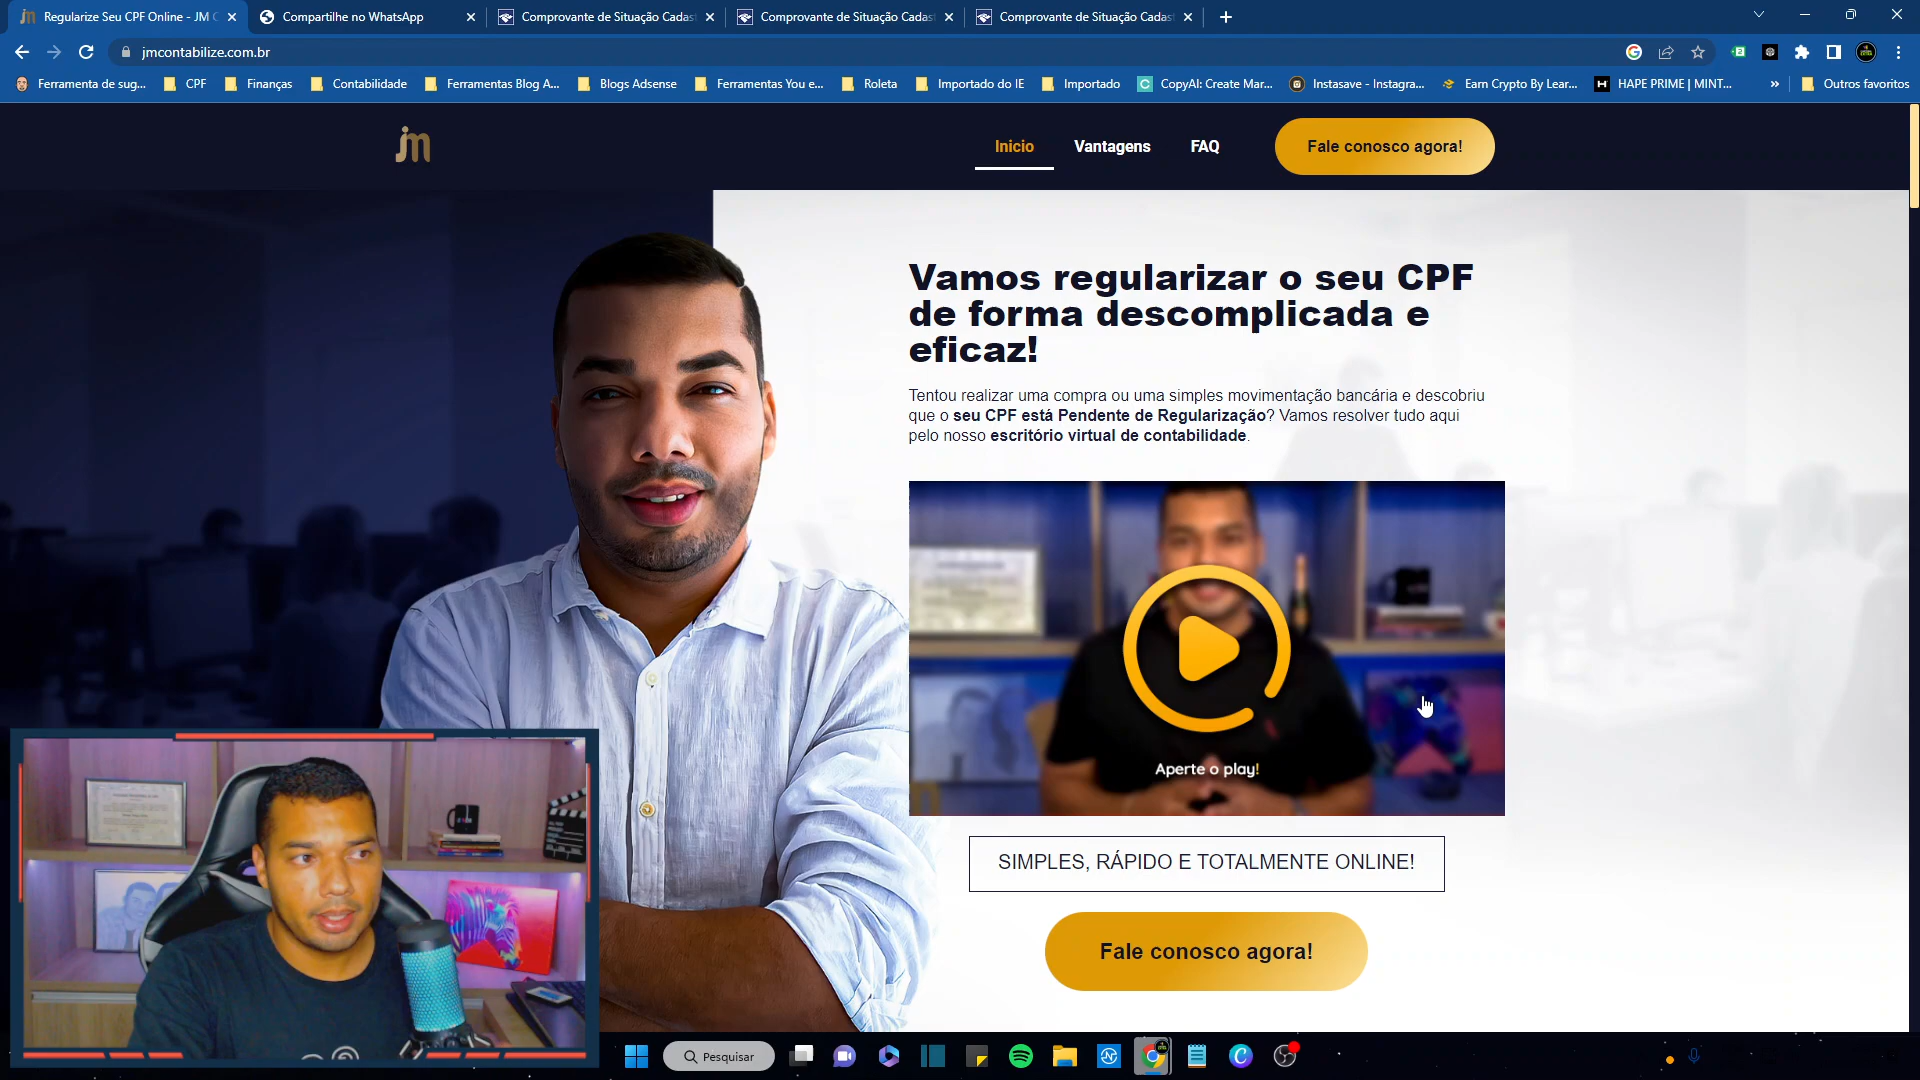 Regularize Seu CPF Online - JM C
Compartilhe no WhatsApp
Comprovante de Situação Cadas
Comprovante de Situação Cadas
Comprovante de Situação Cadas
jmcontabilize.com.br
Ferramenta de sug...
CPF
Finanças
Contabilidade
Ferramentas Blog A...
Blogs Adsense
Ferramentas You e...
Roleta
Importado do IE
Importado
CopyAI: Create Mar...
Instasave - Instagra...
Earn Crypto By Lear...
HAPE PRIME | MINT...
»
Outros favoritos
jm
Inicio
Vantagens
FAQ
Fale conosco agora!
Vamos regularizar o seu CPF
de forma descomplicada e
eficaz!
Tentou realizar uma compra ou uma simples movimentação bancária e descobriu
que o seu CPF está Pendente de Regularização? Vamos resolver tudo aqui
pelo nosso escritório virtual de contabilidade.
Aperte o play!
SIMPLES, RÁPIDO E TOTALMENTE ONLINE!
Fale conosco agora!
Pesquisar